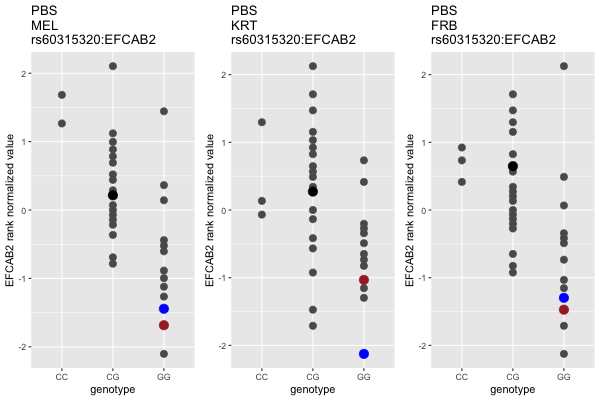 PBS
MEL
rs60315320:EFCAB2
EFCAB2 rank normalized value
2
1
0
-1
-2
CC CG GG
genotype
PBS
KRT
rs60315320:EFCAB2
EFCAB2 rank normalized value
2
1
0
-1
-2
CC CG GG
genotype
PBS
FRB
rs60315320:EFCAB2
EFCAB2 rank normalized value
2
1
0
-1
-2
CC CG GG
genotype